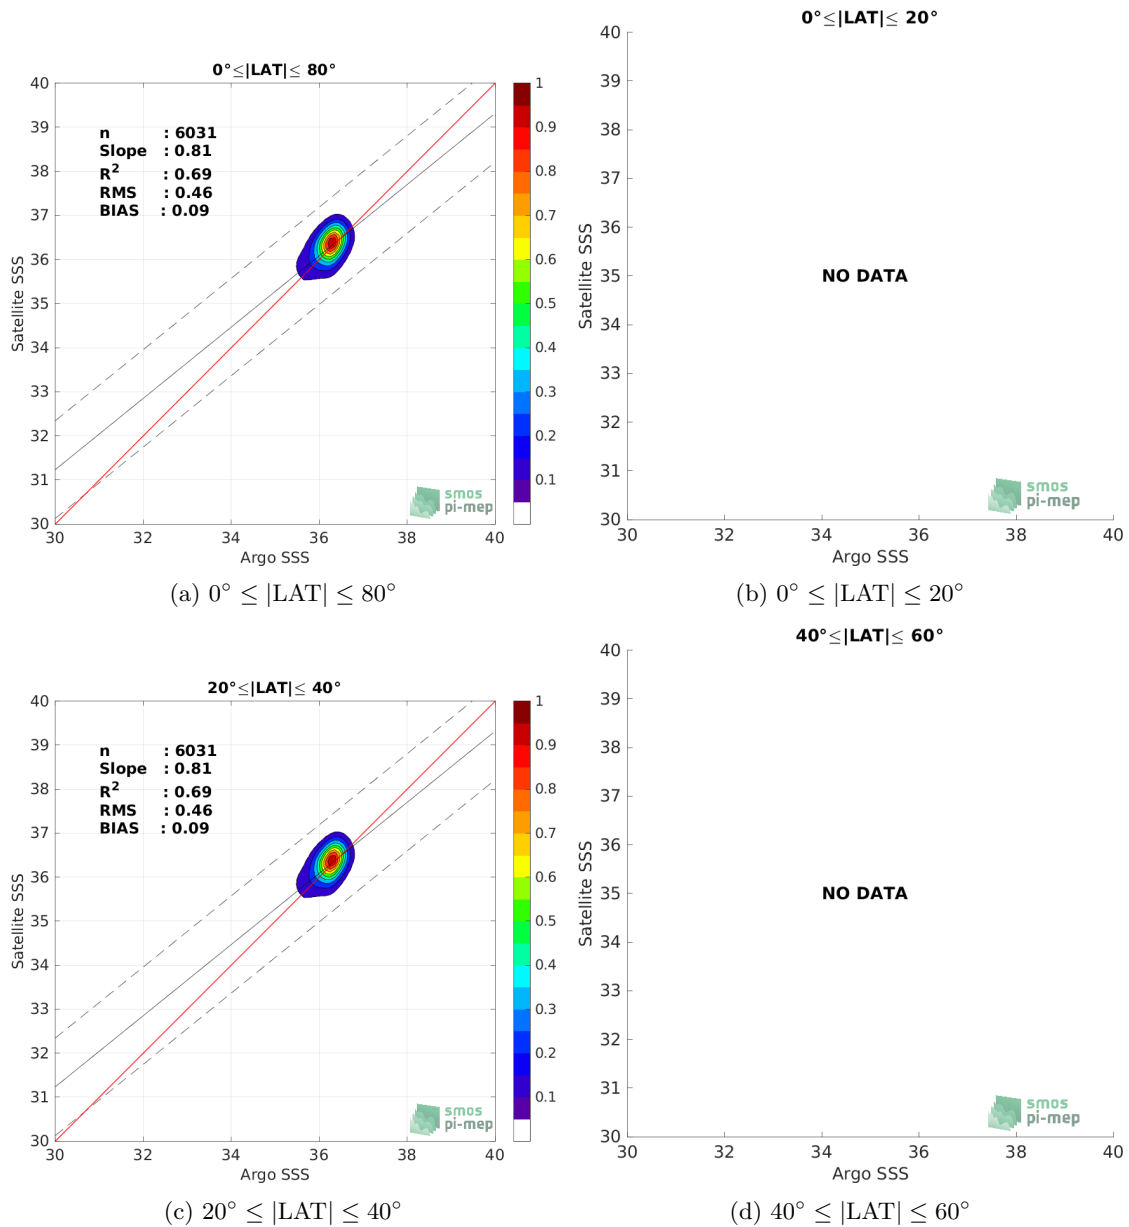 0°≤|LAT|≤ 80°
40
39
38
37
36
35
34
33
32
31
30
Satellite SSS
n : 6031
Slope : 0.81
R² : 0.69
RMS : 0.46
BIAS : 0.09
smos
pi-mep
30 32 34 36 38 40
Argo SSS
1
0.9
0.8
0.7
0.6
0.5
0.4
0.3
0.2
0.1
(a) 0° ≤ |LAT| ≤ 80°
0°≤|LAT|≤ 20°
40
39
38
37
36
35
34
33
32
31
30
Satellite SSS
NO DATA
smos
pi-mep
30 32 34 36 38 40
Argo SSS
(b) 0° ≤ |LAT| ≤ 20°
20°≤|LAT|≤ 40°
40
39
38
37
36
35
34
33
32
31
30
Satellite SSS
n : 6031
Slope : 0.81
R² : 0.69
RMS : 0.46
BIAS : 0.09
smos
pi-mep
30 32 34 36 38 40
Argo SSS
1
0.9
0.8
0.7
0.6
0.5
0.4
0.3
0.2
0.1
(c) 20° ≤ |LAT| ≤ 40°
40°≤|LAT|≤ 60°
40
39
38
37
36
35
34
33
32
31
30
Satellite SSS
NO DATA
smos
pi-mep
30 32 34 36 38 40
Argo SSS
(d) 40° ≤ |LAT| ≤ 60°